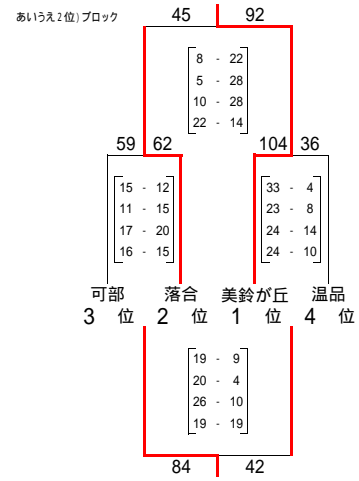 あいうえ2位)ブロック
45 92
8 - 22
5 - 28
10 - 28
22 - 14
59 62 104 36
15 - 12 33 - 4
11 - 15 23 - 8
17 - 20 24 - 14
16 - 15 24 - 10
可部 落合 美鈴が丘 温品
3 位 2 位 1 位 4 位
19 - 9
20 - 4
26 - 10
19 - 19
84 42